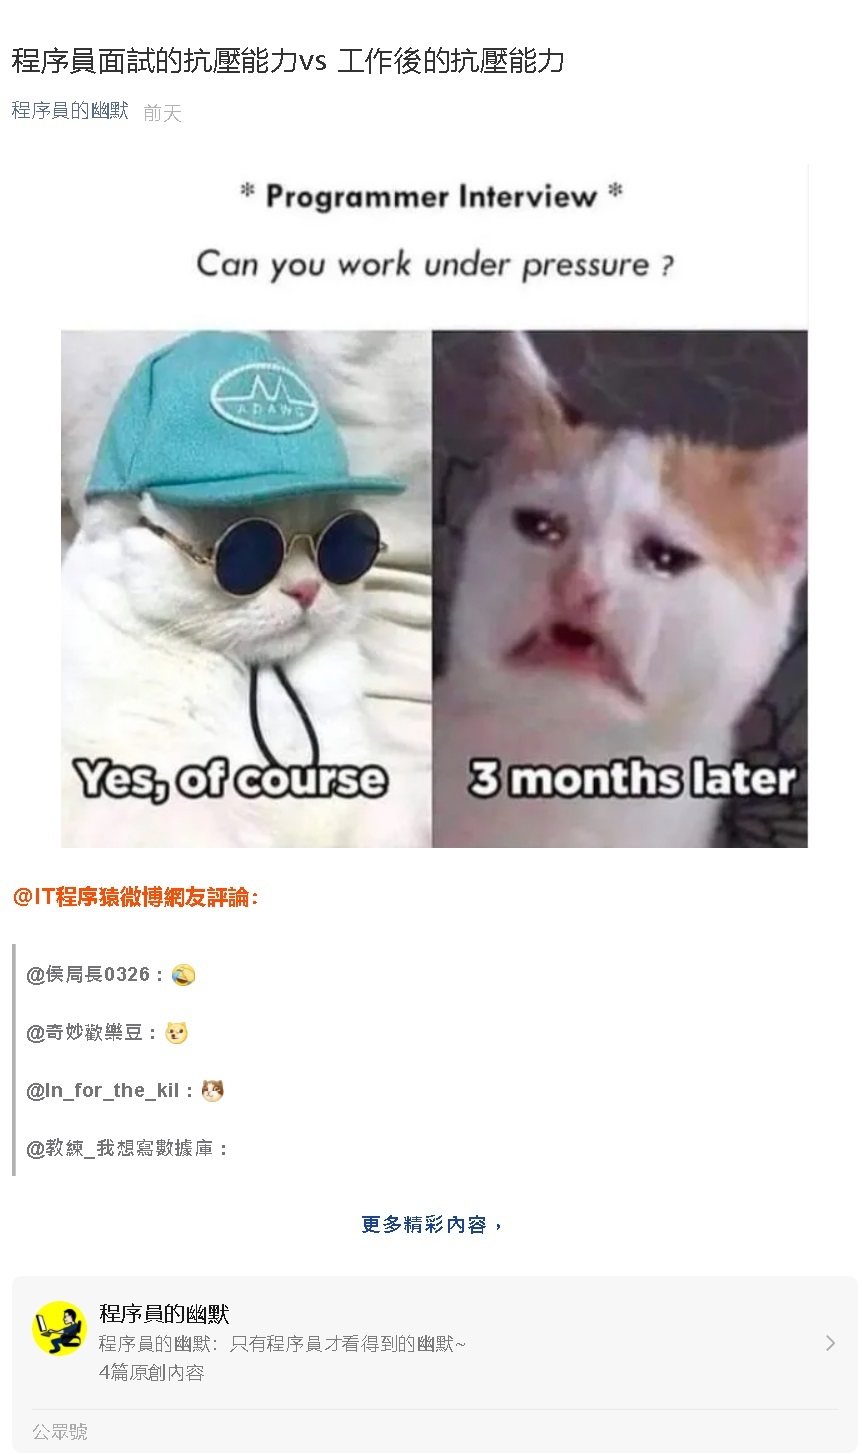 程序員面試的抗壓能力vs 工作後的抗壓能力
程序員的幽默 前天
* Programmer Interview *
Can you work under pressure ?
ADAWG
Yes, of course
3 months later
@IT程序猿微博網友評論：
@侯局長0326：
@奇妙歡樂豆：
@In_for_the_kil：
@教練_我想寫數據庫：
更多精彩內容，
程序員的幽默
程序員的幽默：只有程序員才看得到的幽默~
4篇原創內容
公眾號